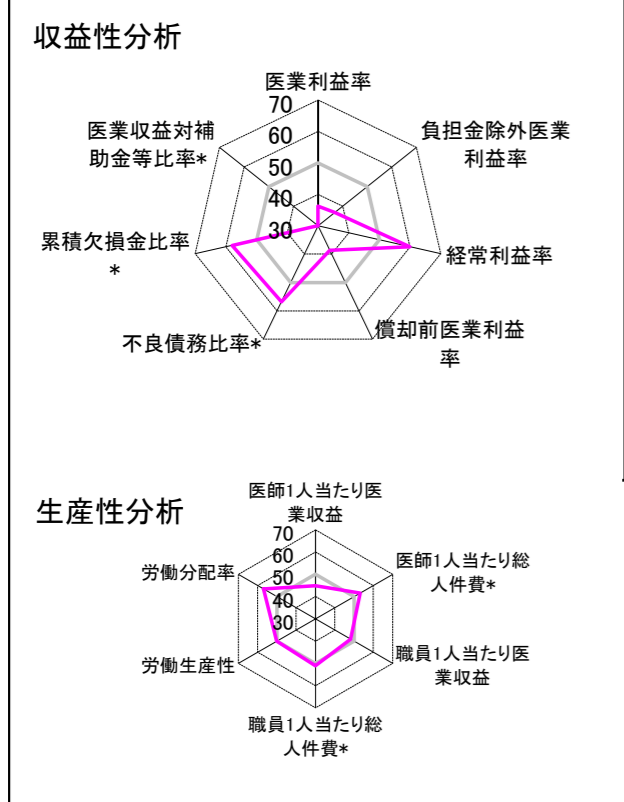 収益性分析
医業利益率
70
60
50
40
30
負担金除外医業
利益率
経常利益率
償却前医業利益
率
不良債務比率*
累積欠損金比率
*
医業収益対補
助金等比率*
生産性分析
医師1人当たり医
業収益
70
60
50
40
30
医師1人当たり総
人件費*
職員1人当たり医
業収益
職員1人当たり総
人件費*
労働生産性
労働分配率